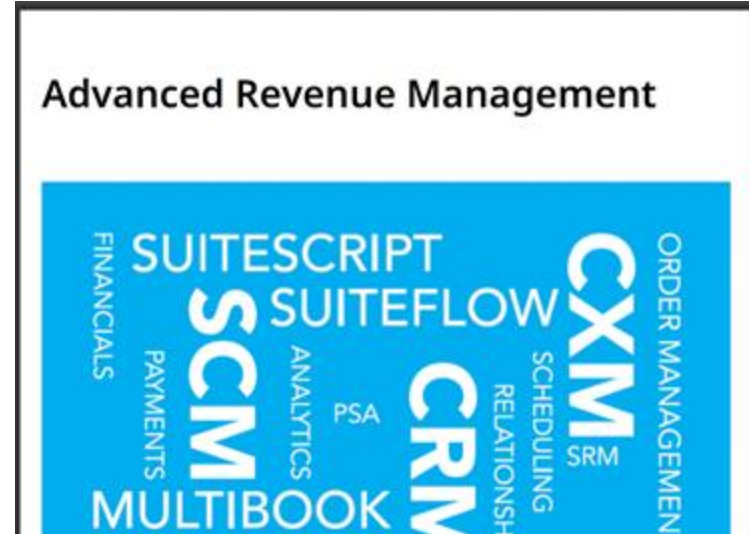 Advanced Revenue Management
FINANCIALS
SUITESCRIPT
CXM
ORDER MANAGEMEN
SCM
SUITEFLOW
PAYMENTS
ANALYTICS
PSA
CRM
RELATIONSH
SCHEDULING
SRM
MULTIBOOK